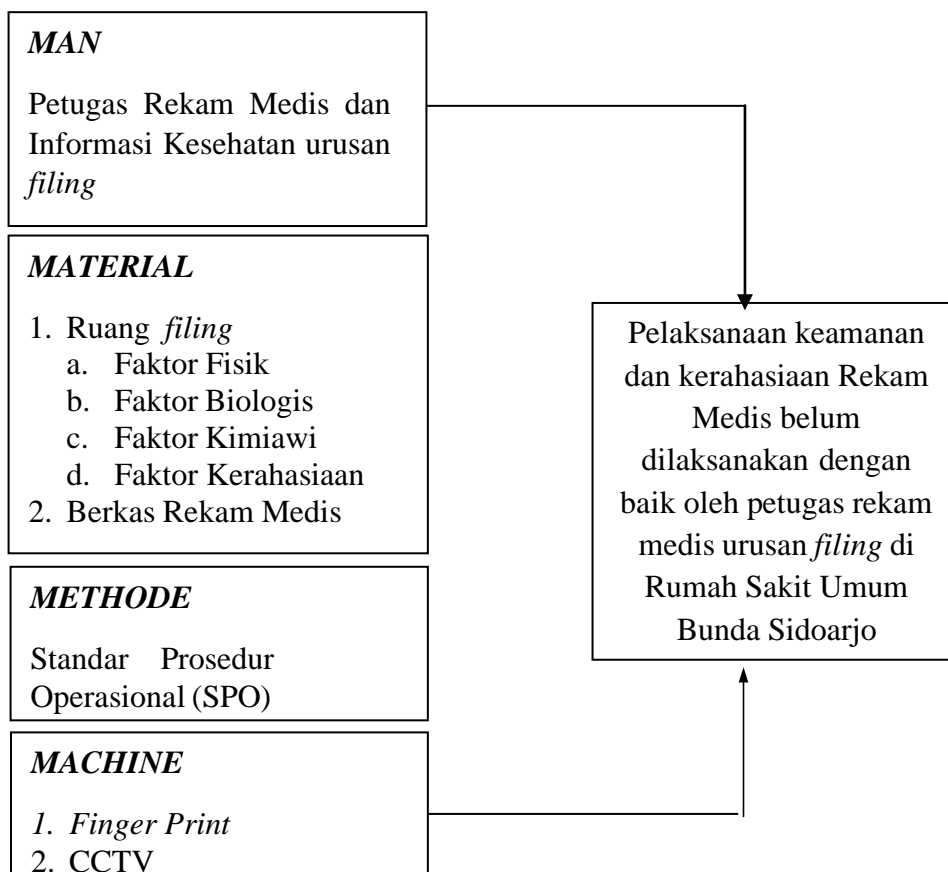 MAN
Petugas Rekam Medis dan
Informasi Kesehatan urusan
filing
MATERIAL
1. Ruang filing
a. Faktor Fisik
b. Faktor Biologis
c. Faktor Kimiawi
d. Faktor Kerahasiaan
2. Berkas Rekam Medis
METHODE
Standar Prosedur
Operasional (SPO)
MACHINE
1. Finger Print
2. CCTV
Pelaksanaan keamanan
dan kerahasiaan Rekam
Medis belum
dilaksanakan dengan
baik oleh petugas rekam
medis urusan filing di
Rumah Sakit Umum
Bunda Sidoarjo